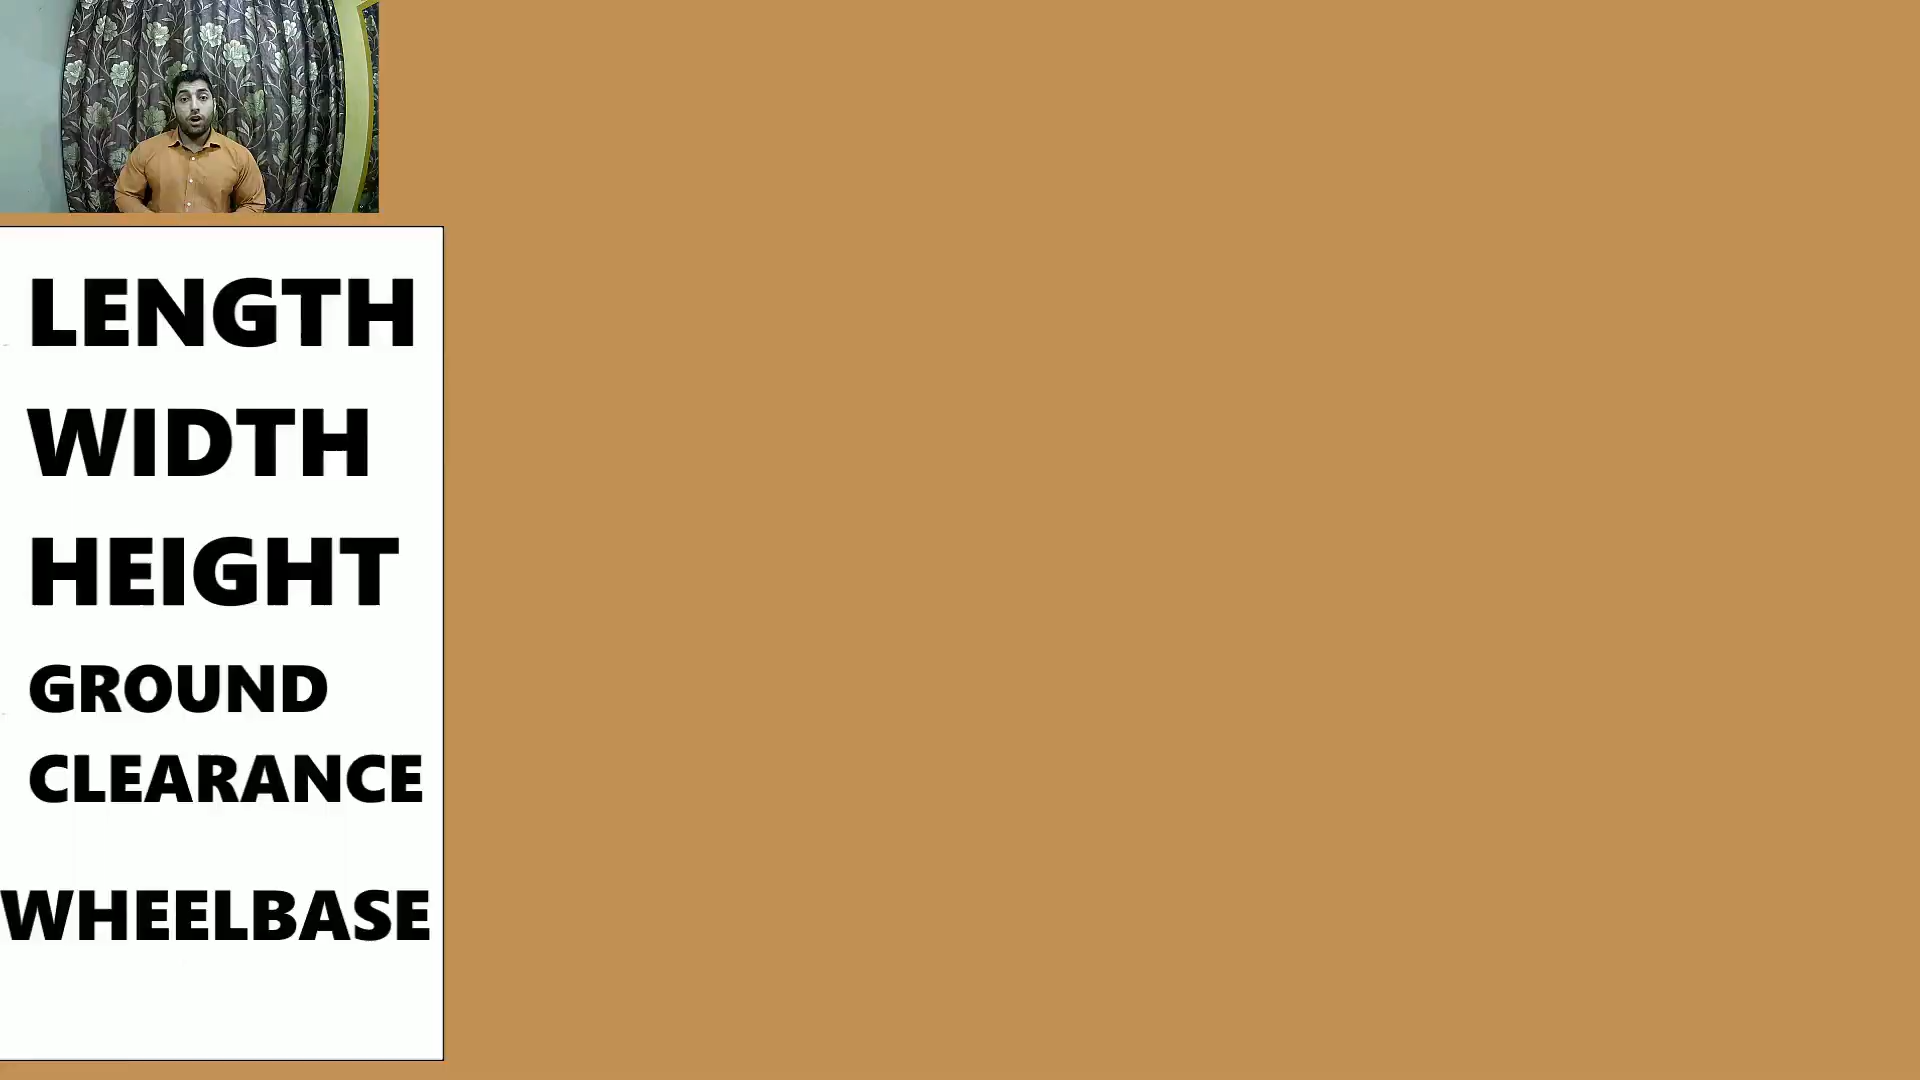 LENGTH
WIDTH
HEIGHT
GROUND
CLEARANCE
WHEELBASE